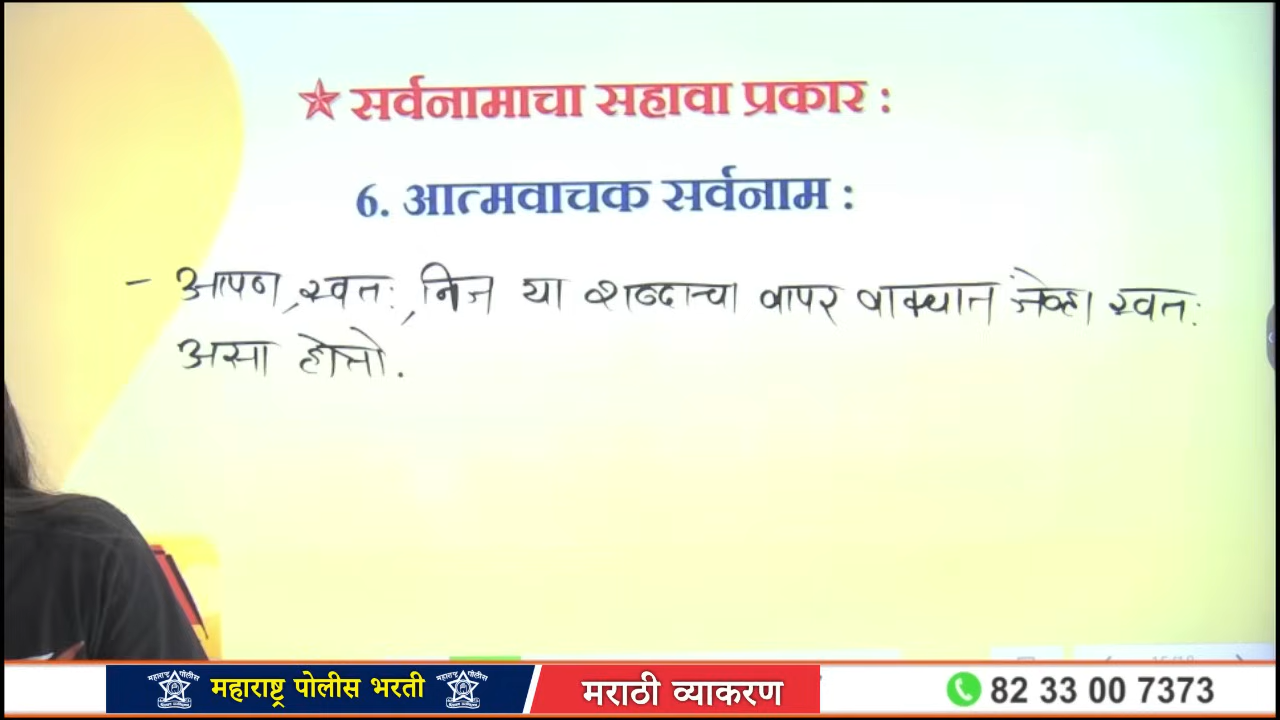 सर्वनामाचा सहावा प्रकार :
6. आत्मवाचक सर्वनाम :
- आपण, स्वतः, निज या शब्दाचा वापर वाक्यात जेव्हा स्वतः
असा होतो.
महाराष्ट्र पोलीस भरती
मराठी व्याकरण
82 33 00 7373